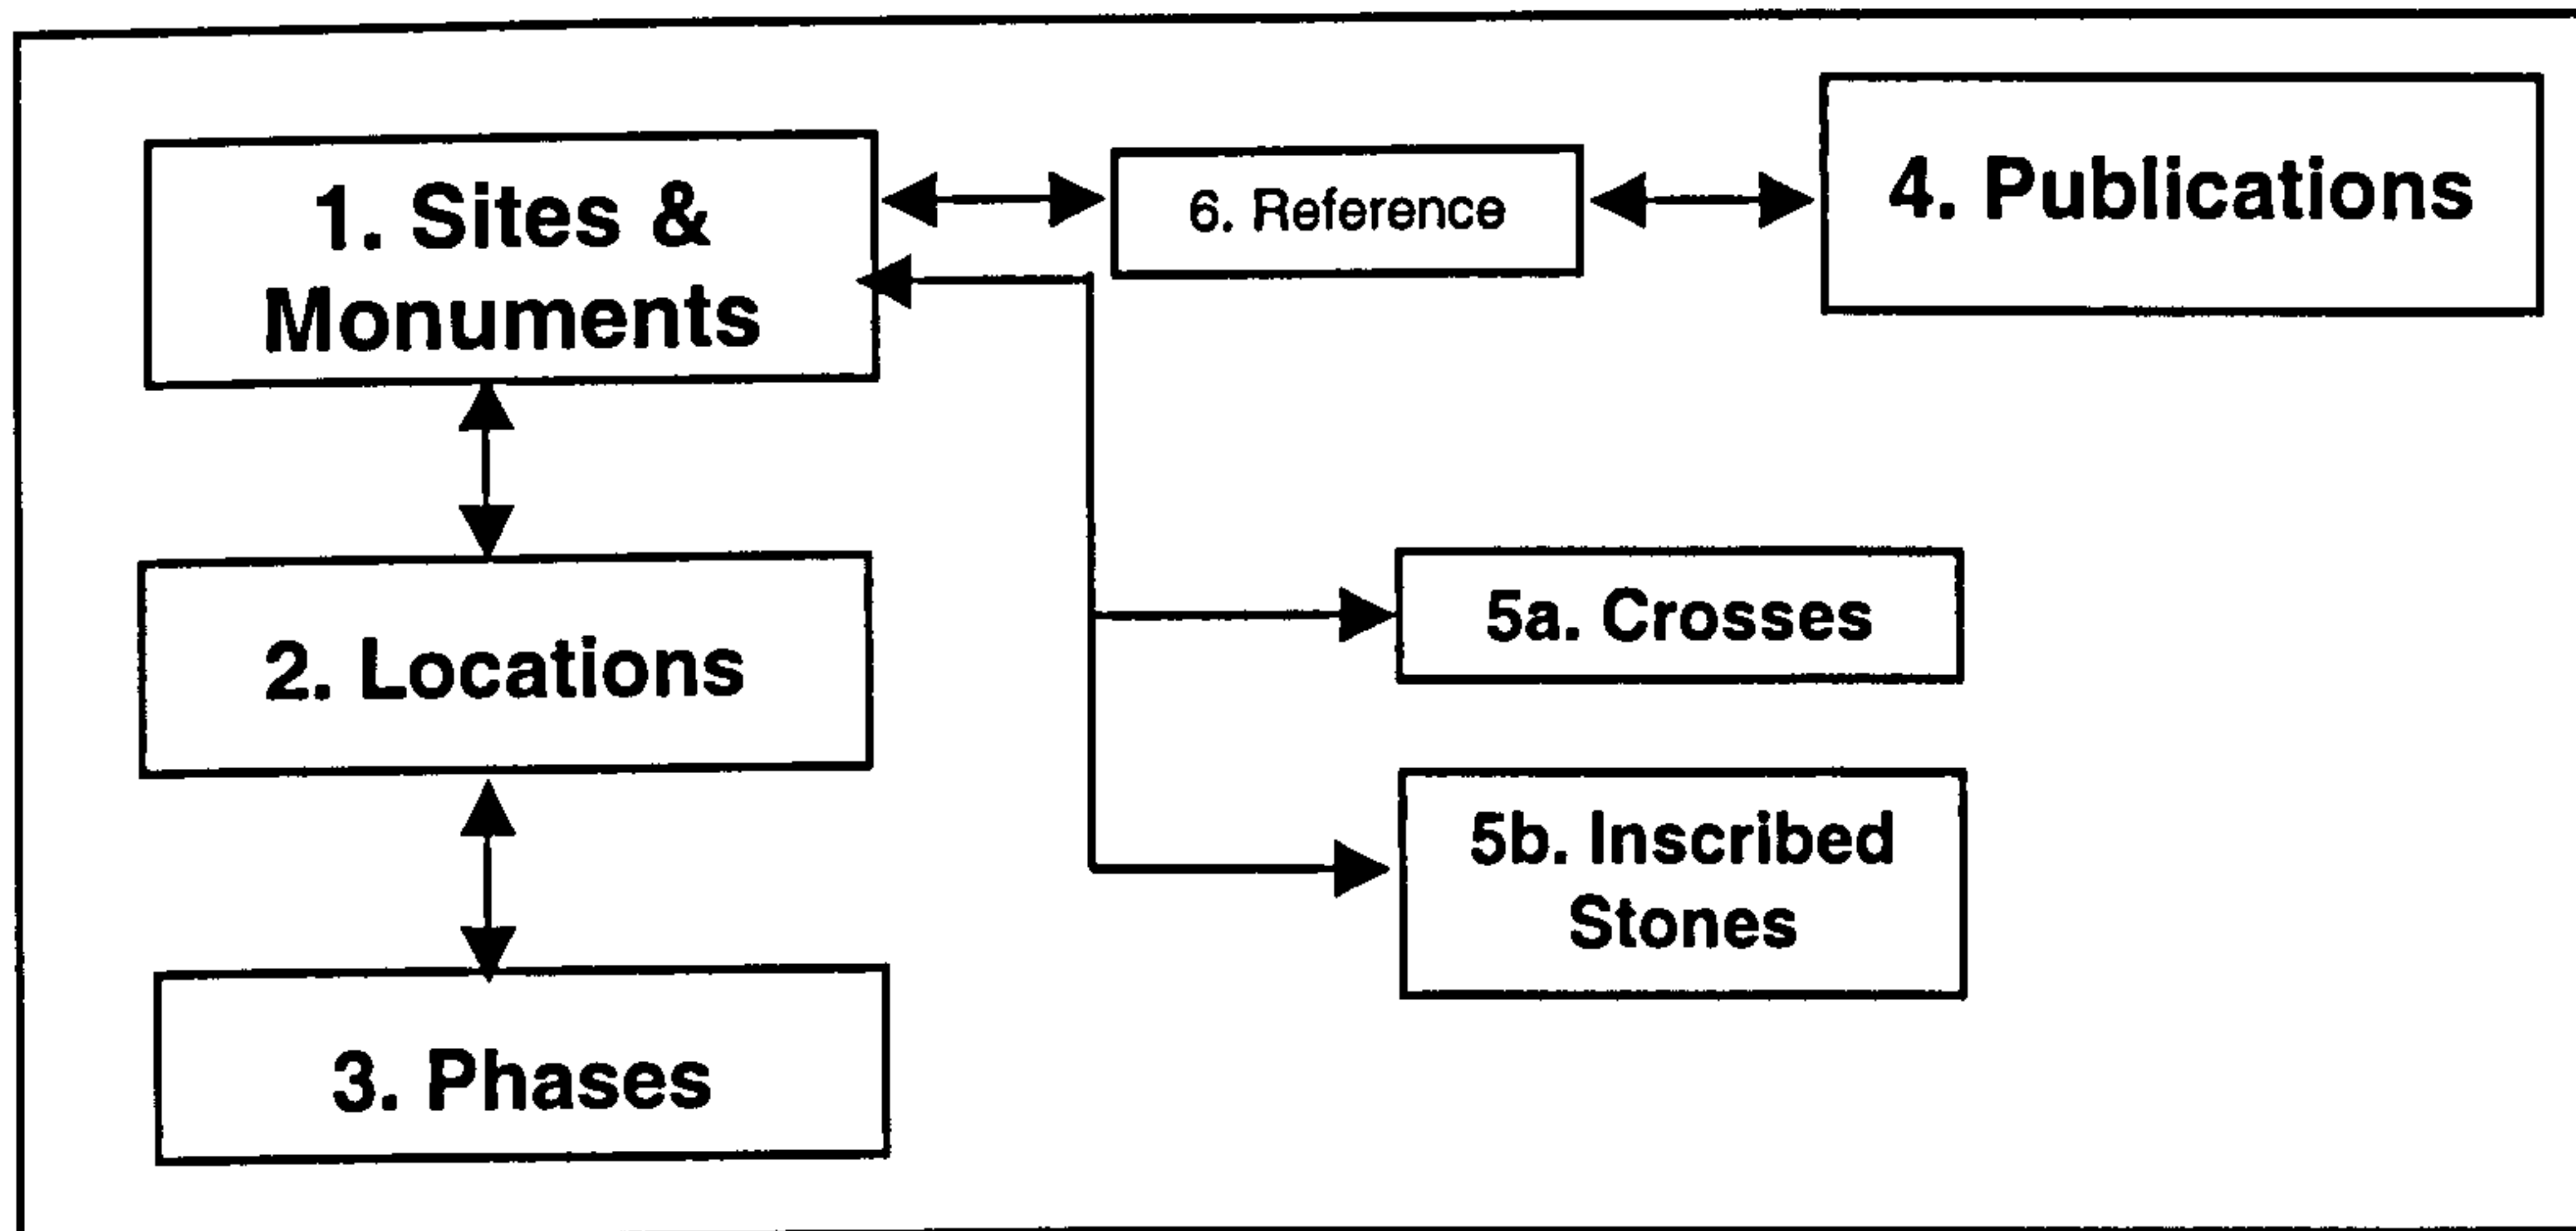 1. Sites &
Monuments
6. Reference
4. Publications
2. Locations
5a. Crosses
5b. Inscribed
Stones
3. Phases